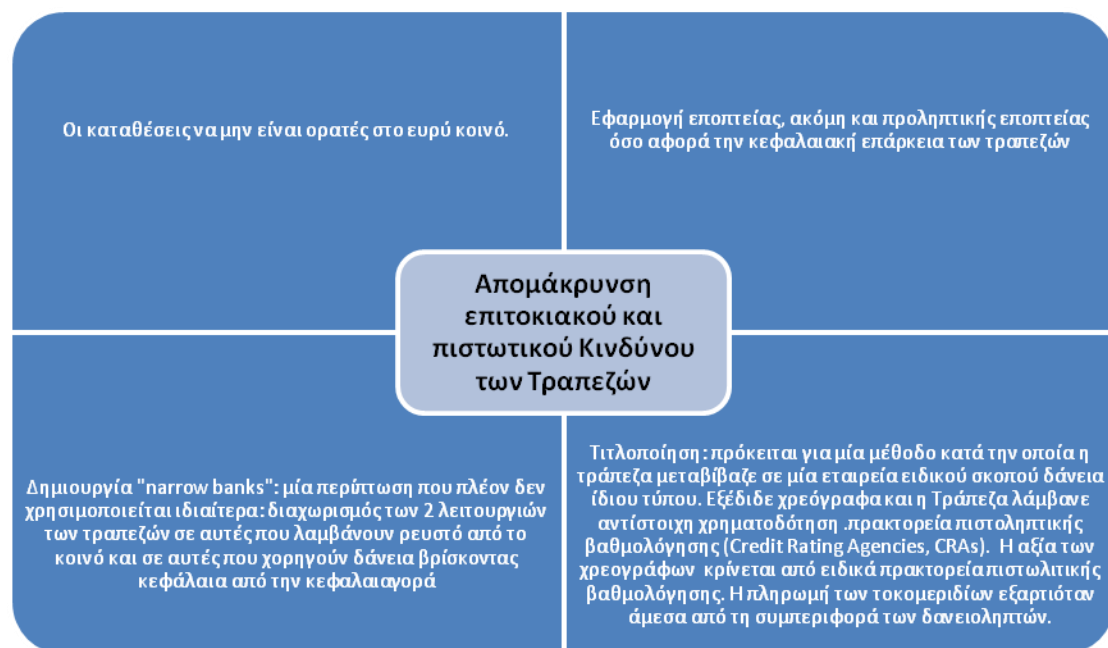 Οι καταθέσεις να μην είναι ορατές στο ευρύ κοινό.
Εφαρμογή εποπτείας, ακόμη και προληπτικής εποπτείας
όσο αφορά την κεφαλαιακή επάρκεια των τραπεζών
Απομάκρυνση
επιτοκιακού και
πιστωτικού Κινδύνου
των Τραπεζών
Δημιουργία "narrow banks": μία περίπτωση που πλέον δεν
χρησιμοποιείται ιδιαίτερα: διαχωρισμός των 2 λειτουργιών
των τραπεζών σε αυτές που λαμβάνουν ρευστό από το
κοινό και σε αυτές που χορηγούν δάνεια βρίσκοντας
κεφάλαια από την κεφαλαιαγορά
Τιτλοποίηση: πρόκειται για μία μέθοδο κατά την οποία η
τράπεζα μεταβίβαζε σε μία εταιρεία ειδικού σκοπού δάνεια
ίδιου τύπου. Εξέδιδε χρεόγραφα και η Τράπεζα λάμβανε
αντίστοιχη χρηματοδότηση .πρακτορεία πιστοληπτικής
βαθμολόγησης (Credit Rating Agencies, CRAs). Η αξία των
χρεογράφων κρίνεται από ειδικά πρακτορεία πιστωλιτικής
βαθμολόγησης. Η πληρωμή των τοκομεριδίων εξαρτιόταν
άμεσα από τη συμπεριφορά των δανειοληπτών.